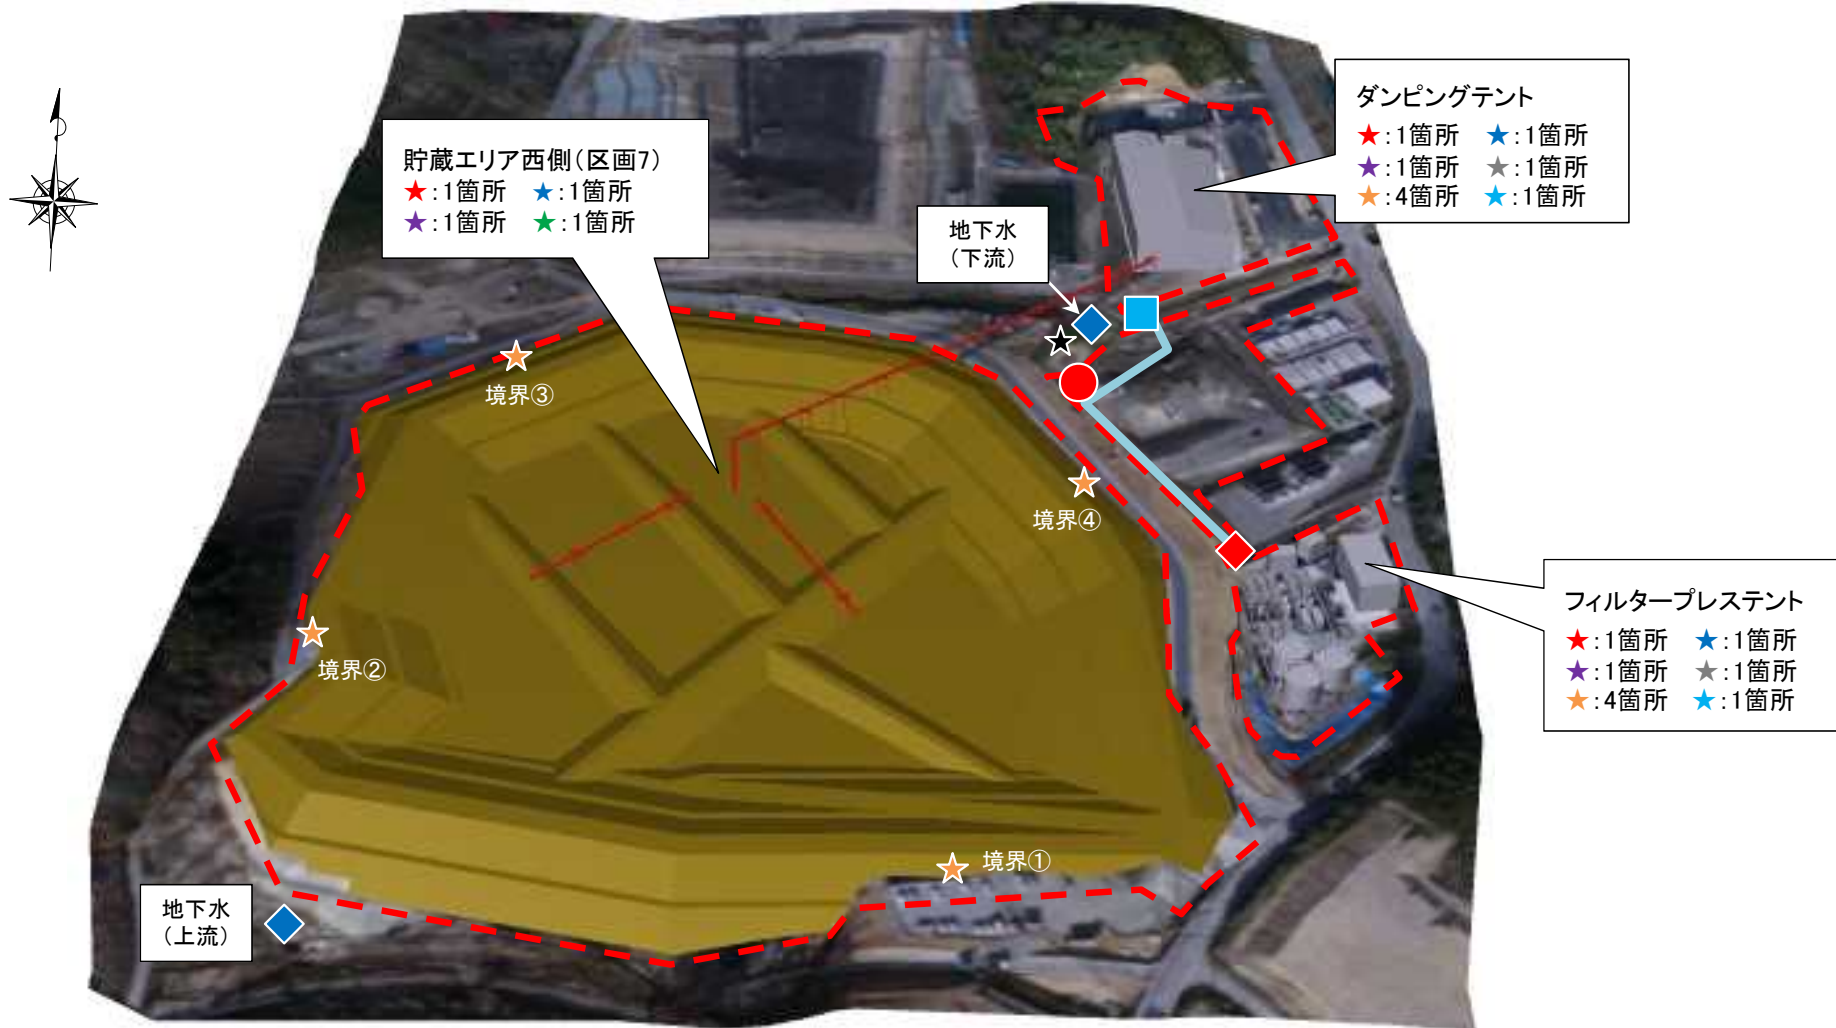 ダンピングテント
★:1箇所 ★:1箇所
★:1箇所 ★:1箇所
★:4箇所 ★:1箇所
貯蔵エリア西側(区画7)
★:1箇所 ★:1箇所
★:1箇所 ★:1箇所
地下水
(下流)
境界③
境界④
フィルタープレステント
★:1箇所 ★:1箇所
★:1箇所 ★:1箇所
★:4箇所 ★:1箇所
境界②
境界①
地下水
(上流)